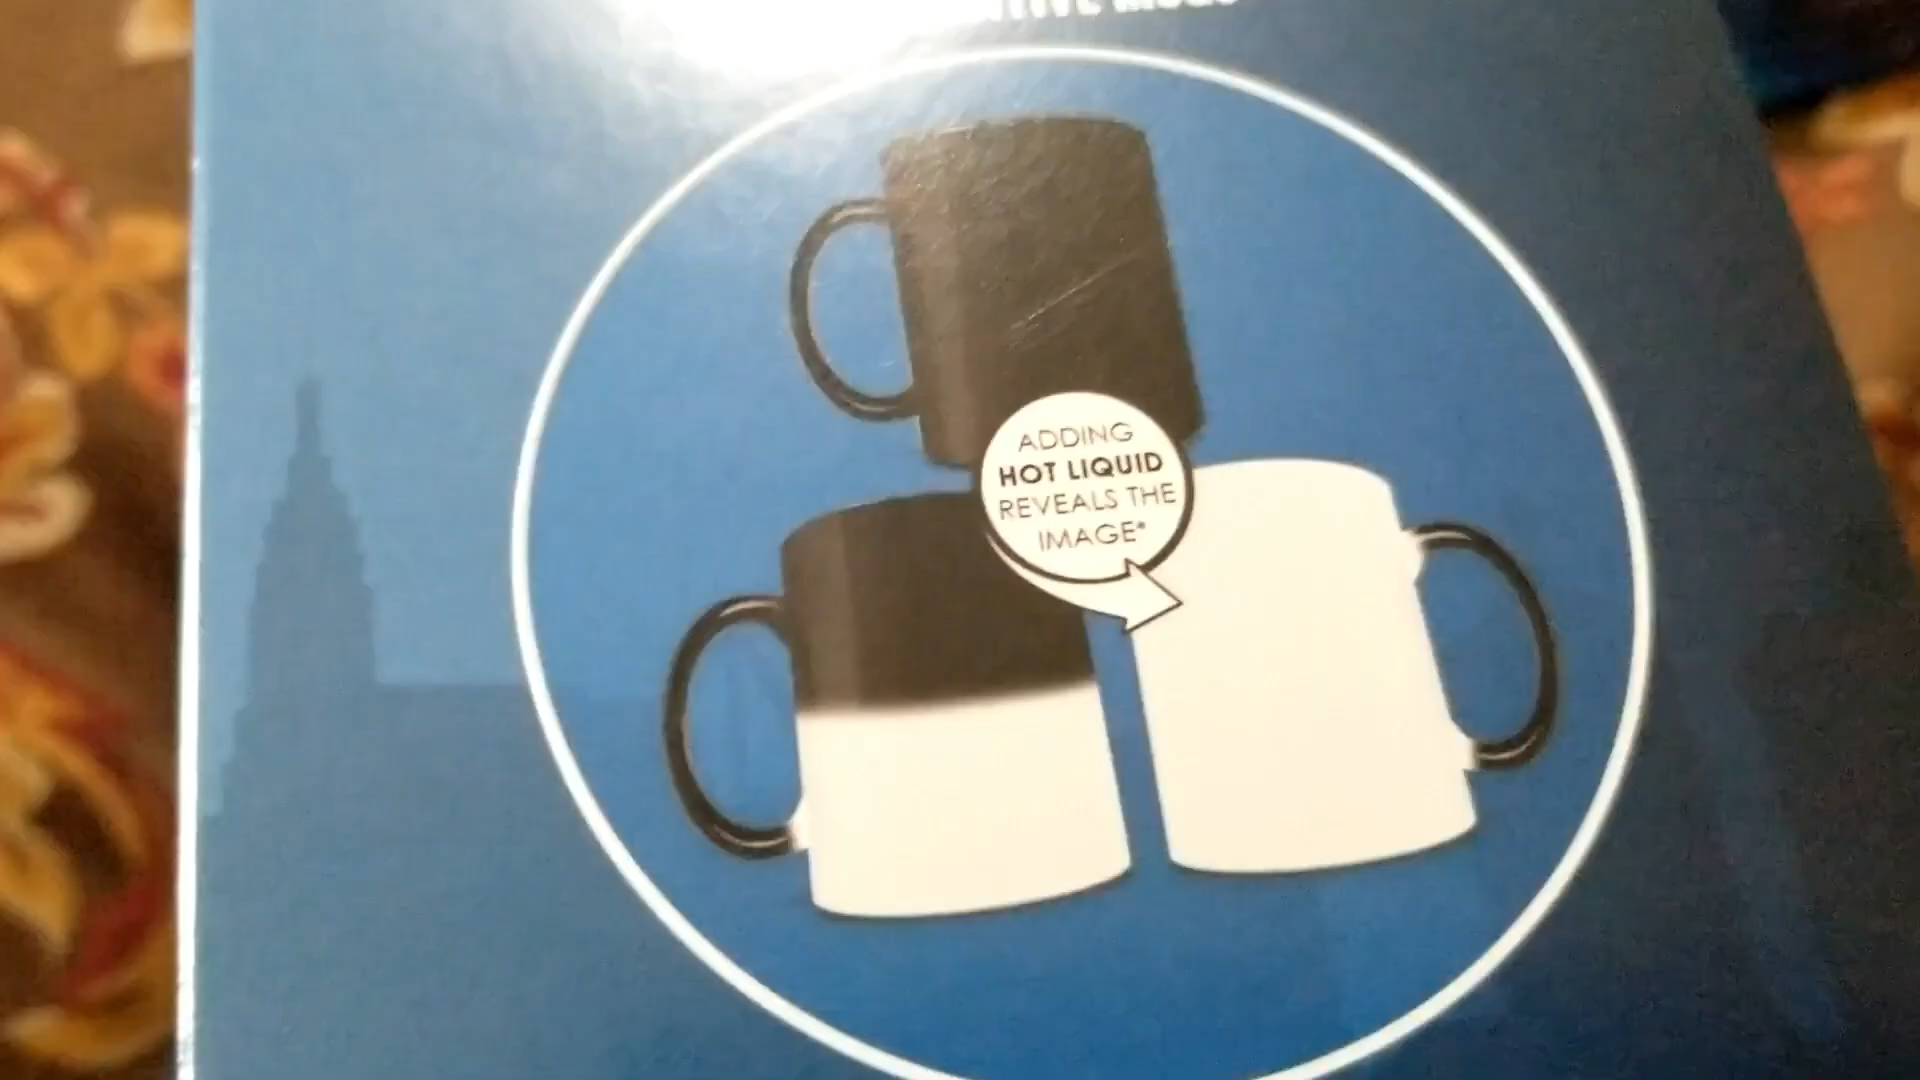 ADDING
HOT LIQUID
REVEALS THE
IMAGE*